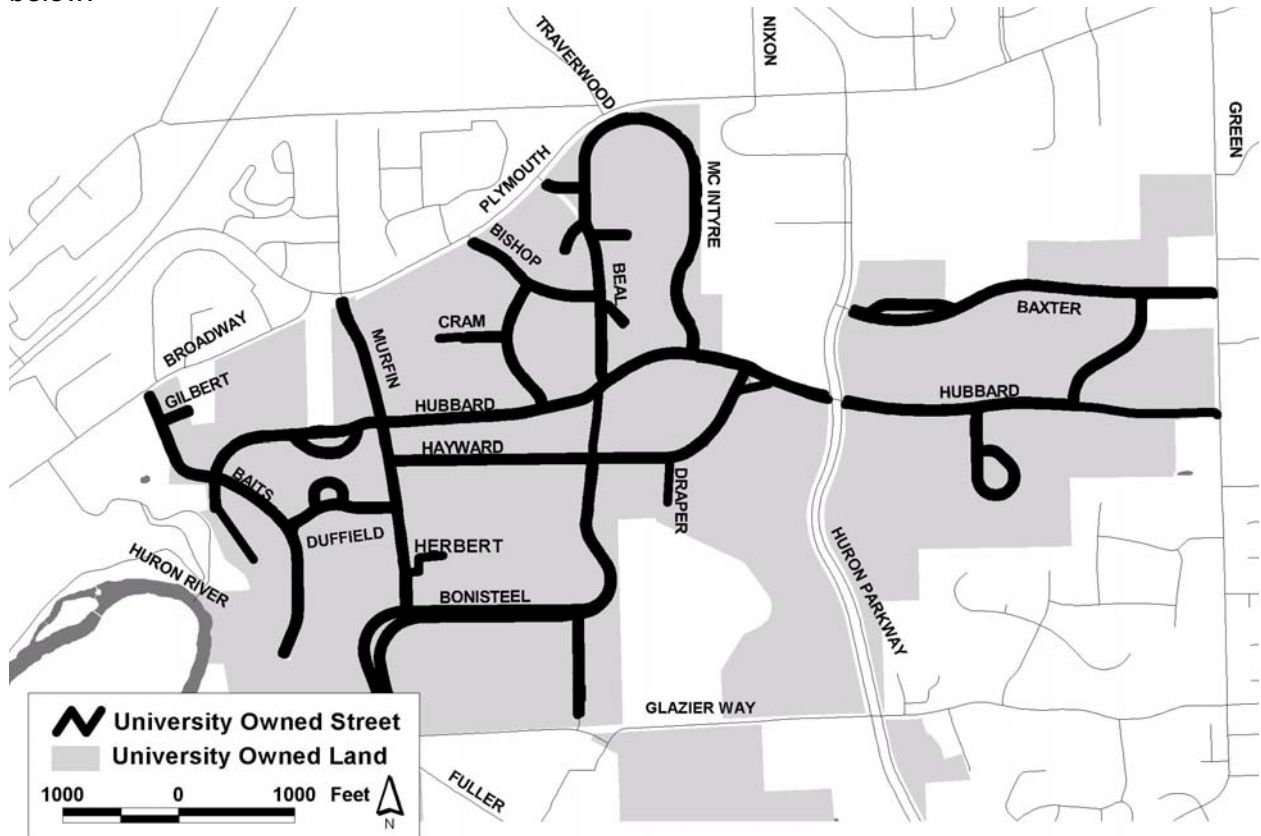 TRAVERWOOD
NIXON
GREEN
PLYMOUTH
MC INTYRE
BISHOP
BEAL
BAXTER
CRAM
BROADWAY
MURFIN
GILBERT
HUBBARD
HUBBARD
HAYWARD
BAITS
DRAPER
DUFFIELD
HERBERT
HURON RIVER
BONISTEEL
HURON PARKWAY
GLAZIER WAY
FULLER
University Owned Street
University Owned Land
1000 0 1000 Feet
N